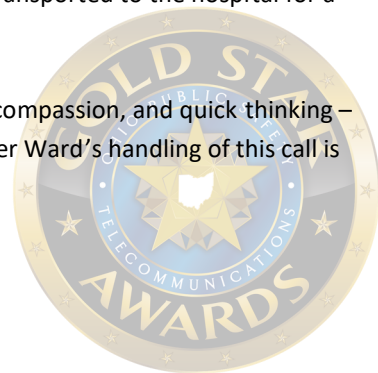 ransported to the hospital for a
compassion, and quick thinking –
er Ward's handling of this call is
GOLD STAR
OHIO PUBLIC SAFETY
TELECOMMUNICATIONS
AWARDS